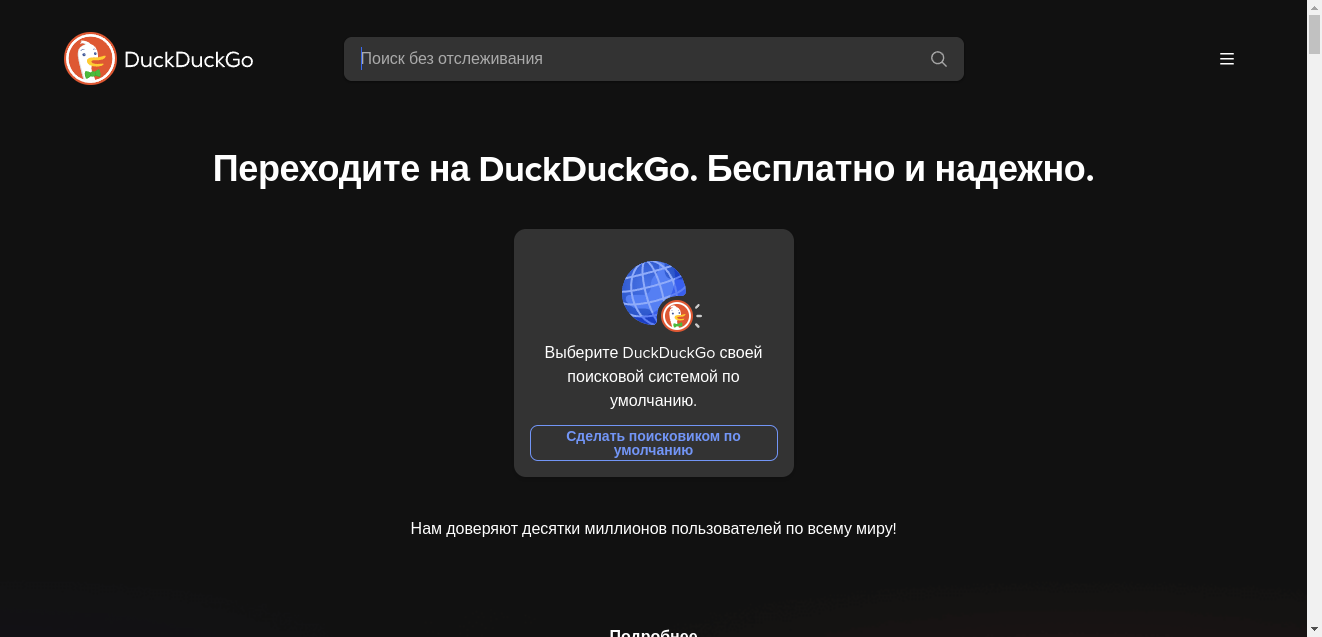 DuckDuckGo
Поиск без отслеживания
Переходите на DuckDuckGo. Бесплатно и надежно.
Выберите DuckDuckGo своей
поисковой системой по
умолчанию.
Сделать поисковиком по
умолчанию
Нам доверяют десятки миллионов пользователей по всему миру!
Подробнее